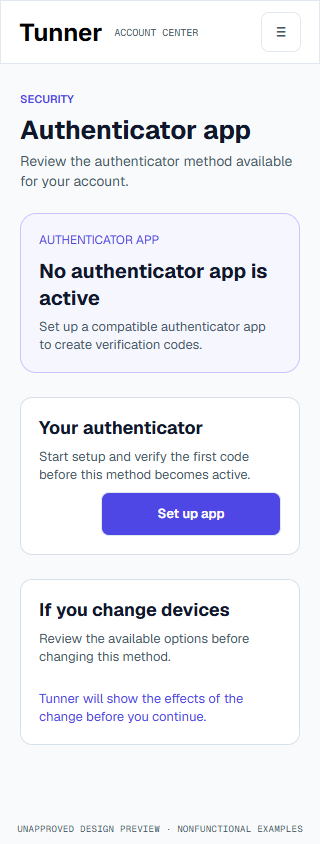 Tunner ACCOUNT CENTER
☰
SECURITY
Authenticator app
Review the authenticator method available
for your account.
AUTHENTICATOR APP
No authenticator app is
active
Set up a compatible authenticator app
to create verification codes.
Your authenticator
Start setup and verify the first code
before this method becomes active.
Set up app
If you change devices
Review the available options before
changing this method.
Tunner will show the effects of the
change before you continue.
UNAPPROVED DESIGN PREVIEW · NONFUNCTIONAL EXAMPLES